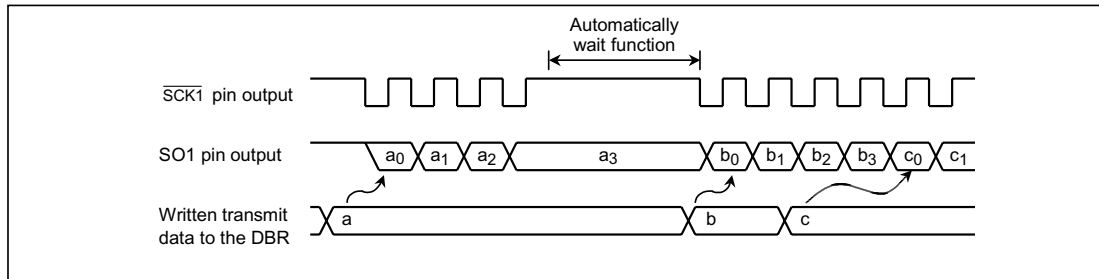 Automatically
wait function
SCK1 pin output
SO1 pin output
a0 a1 a2 a3 b0 b1 b2 b3 c0 c1
Written transmit
data to the DBR
a b c